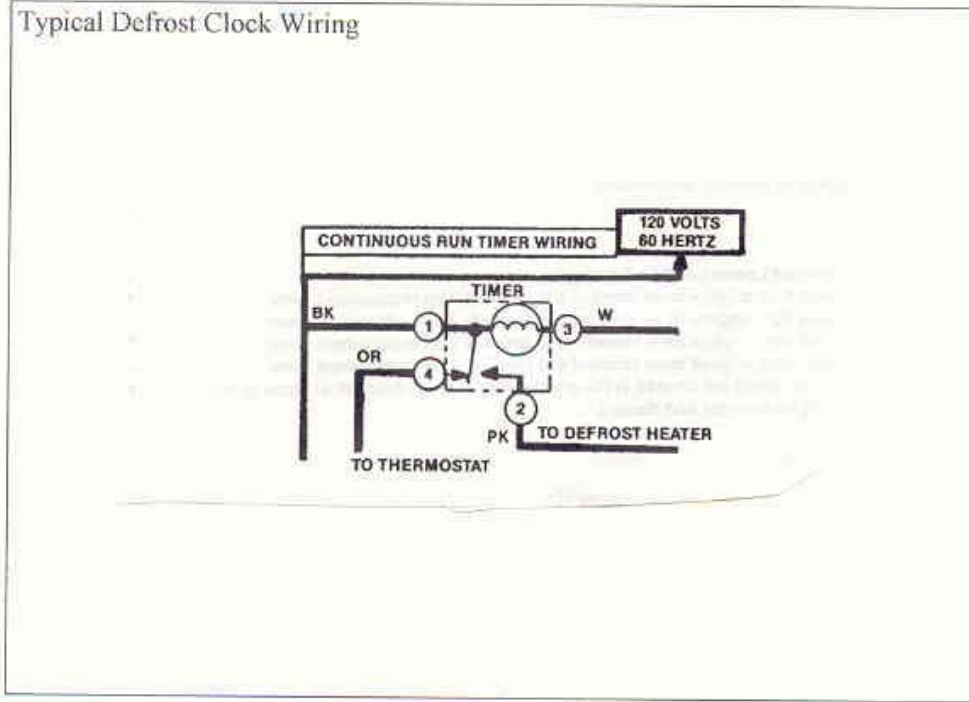 Typical Defrost Clock Wiring
120 VOLTS
60 HERTZ
CONTINUOUS RUN TIMER WIRING
TIMER
BK
1
3
W
OR
4
2
PK
TO DEFROST HEATER
TO THERMOSTAT